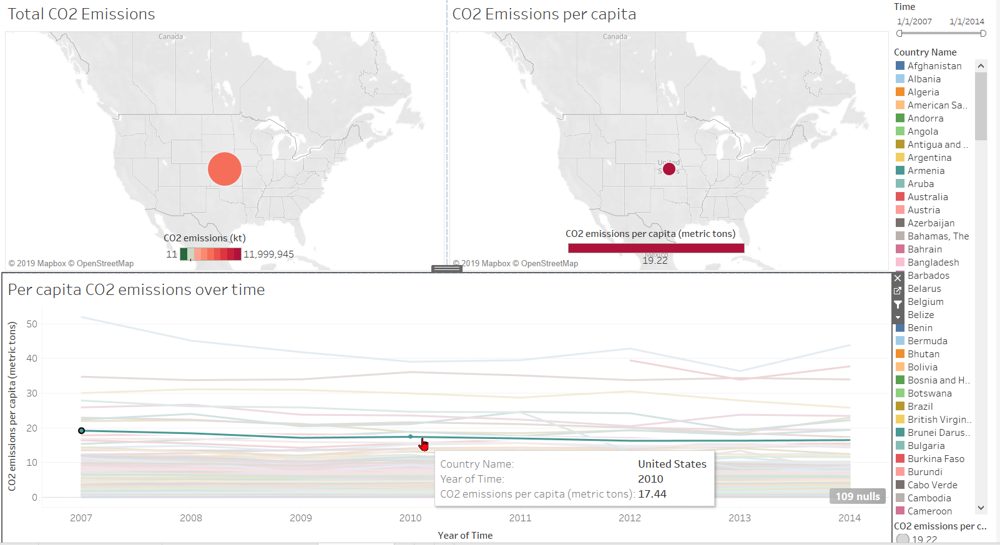 Total CO2 Emissions
Canada
CO2 emissions (kt)
11
11,999,945
© 2019 Mapbox © OpenStreetMap
CO2 Emissions per capita
Canada
United
CO2 emissions per capita (metric tons)
Mexico
19.22
© 2019 Mapbox © OpenStreetMap
Time
1/1/2007 1/1/2014
Country Name
Afghanistan
Albania
Algeria
American Sa..
Andorra
Angola
Antigua and ..
Argentina
Armenia
Aruba
Australia
Austria
Azerbaijan
Bahamas, The
Bahrain
Bangladesh
Barbados
Belarus
Belgium
Belize
Benin
Bermuda
Bhutan
Bolivia
Bosnia and H..
Botswana
Brazil
British Virgin..
Brunei Darus..
Bulgaria
Burkina Faso
Burundi
Cabo Verde
Cambodia
Cameroon
CO2 emissions per c..
19.22
Per capita CO2 emissions over time
CO2 emissions per capita (metric tons)
50
40
30
20
10
0
Country Name: United States
Year of Time: 2010
CO2 emissions per capita (metric tons): 17.44
109 nulls
2007 2008 2009 2010 2011 2012 2013 2014
Year of Time